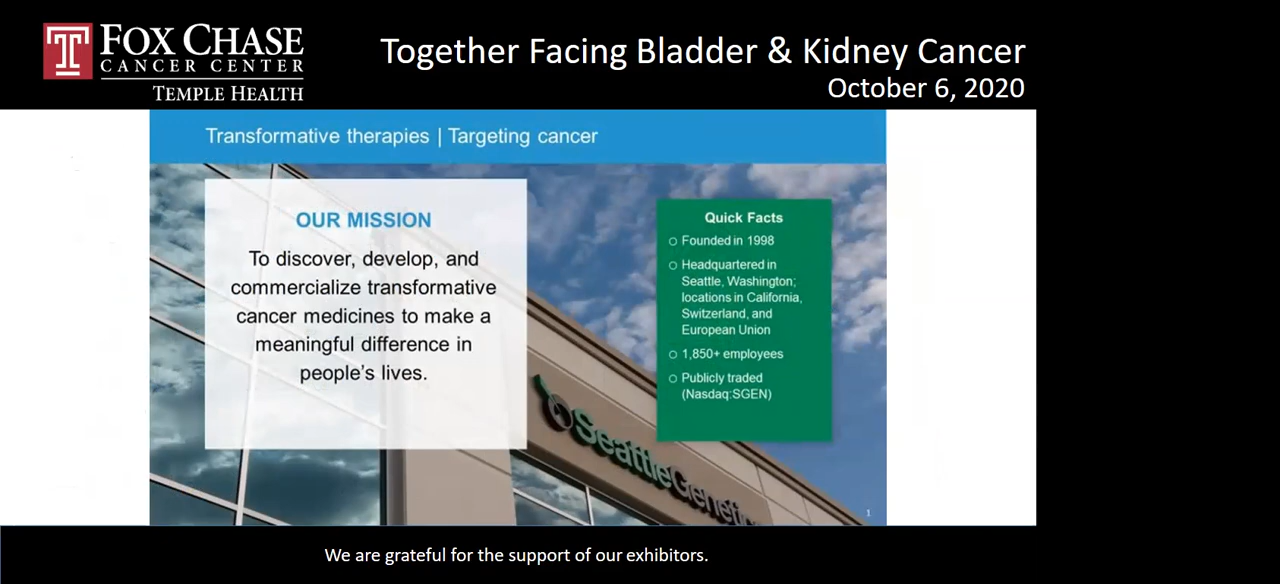 FOX CHASE
CANCER CENTER
TEMPLE HEALTH
Together Facing Bladder & Kidney Cancer
October 6, 2020
Transformative therapies | Targeting cancer
OUR MISSION
To discover, develop, and
commercialize transformative
cancer medicines to make a
meaningful difference in
people's lives.
Quick Facts
Founded in 1998
Headquartered in
Seattle, Washington;
locations in California,
Switzerland, and
European Union
1,850+ employees
Publicly traded
(Nasdaq:SGEN)
SeattleGenetic
1
We are grateful for the support of our exhibitors.